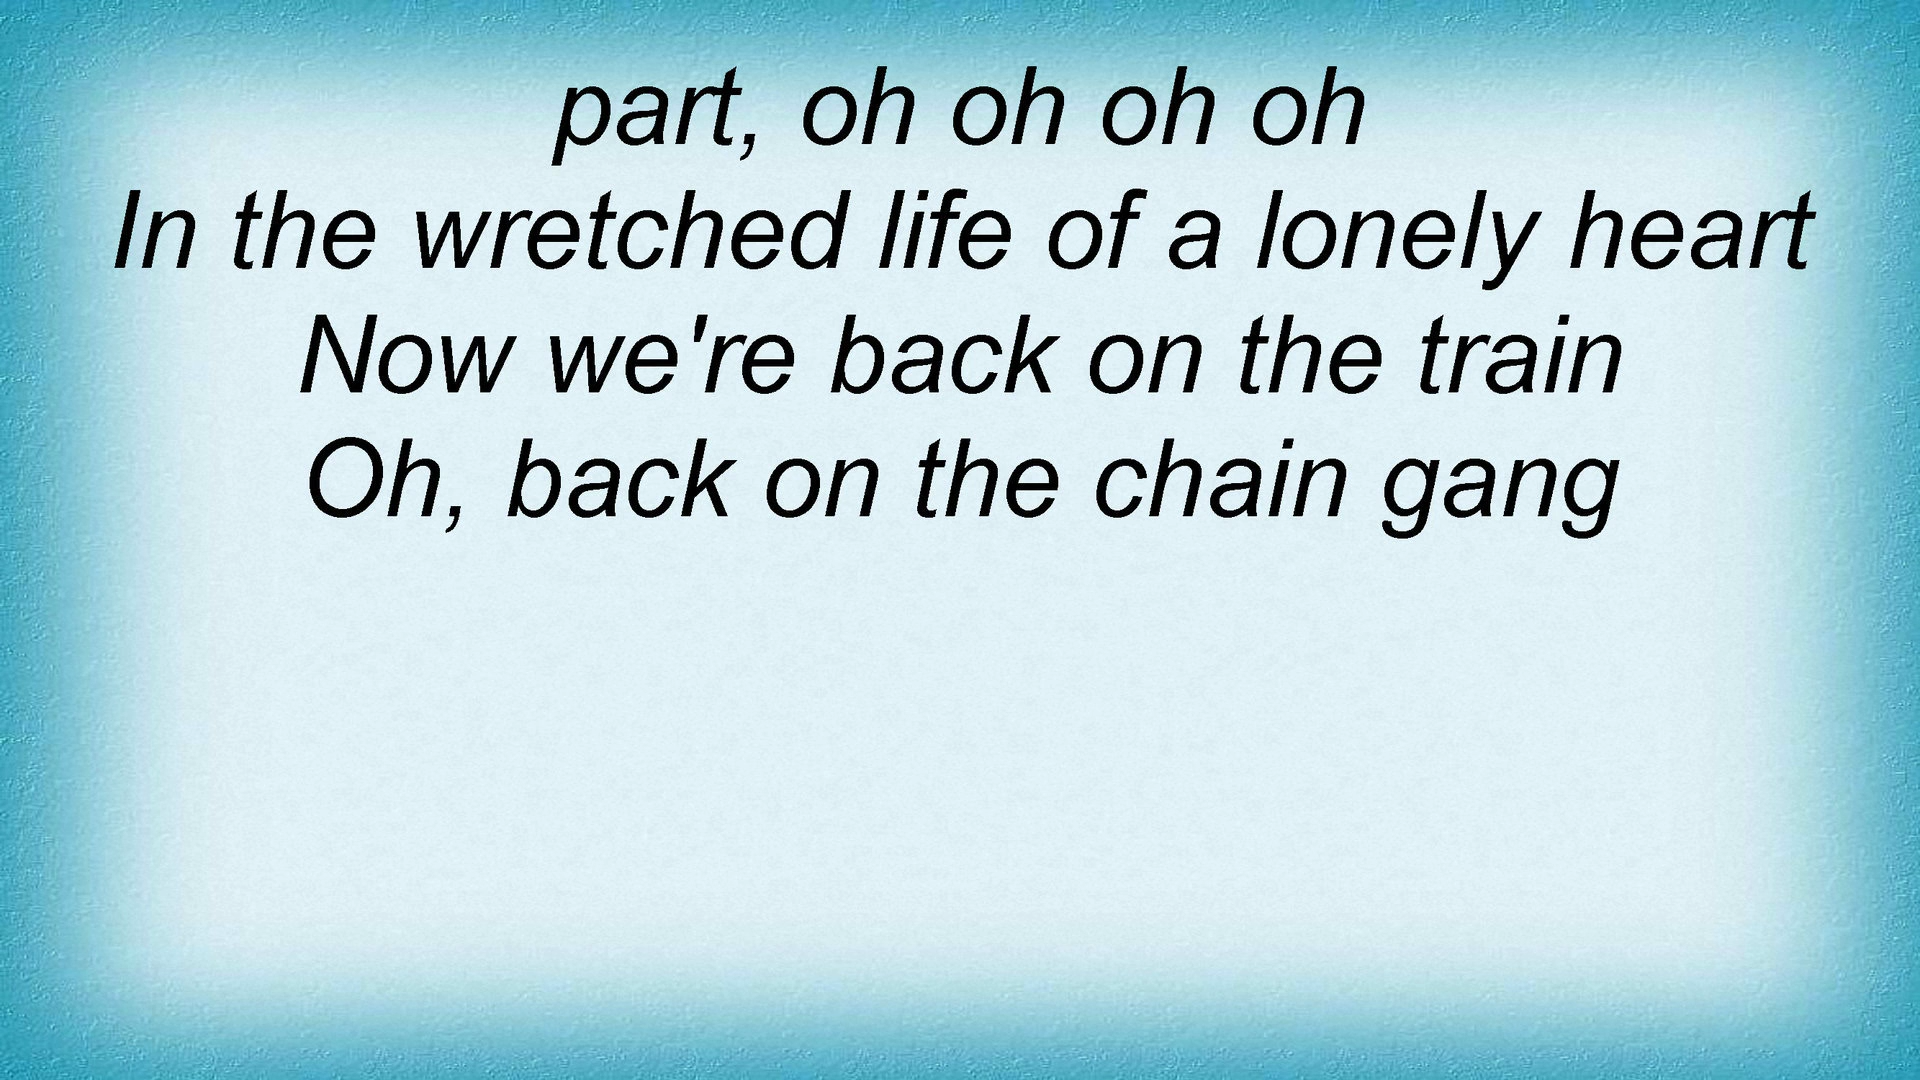 part, oh oh oh oh
In the wretched life of a lonely heart
Now we're back on the train
Oh, back on the chain gang